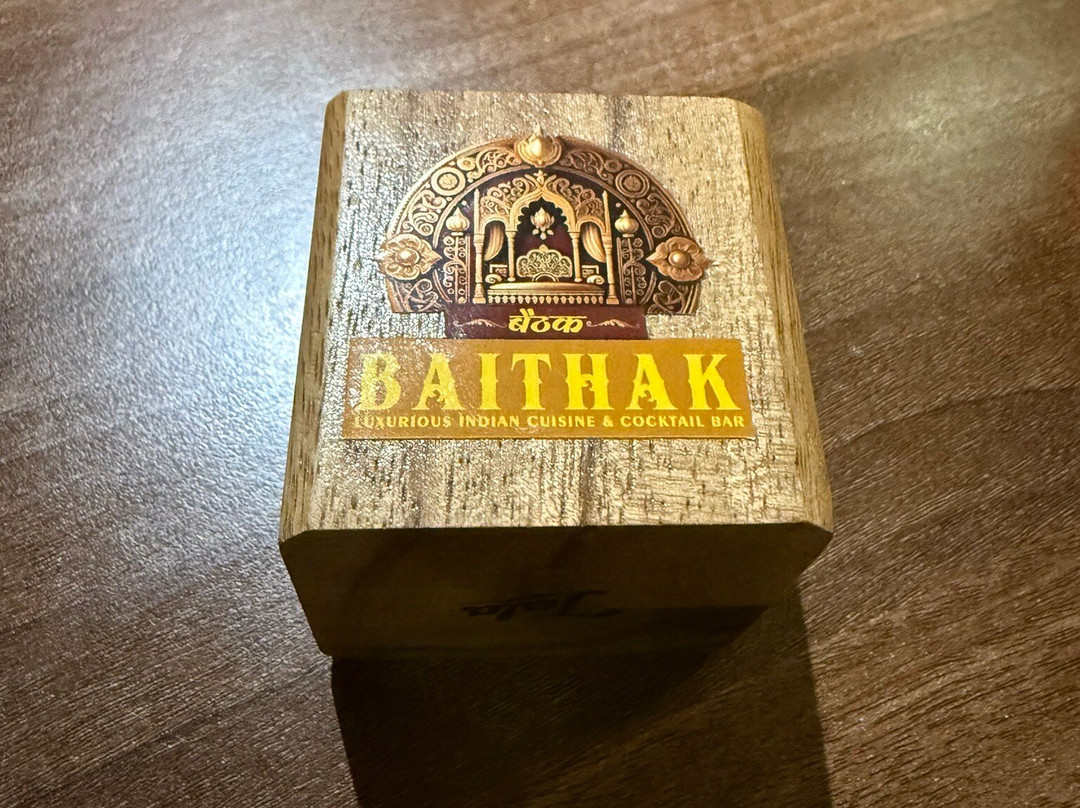 बैठक
BAITHAK
LUXURIOUS INDIAN CUISINE & COCKTAIL BAR